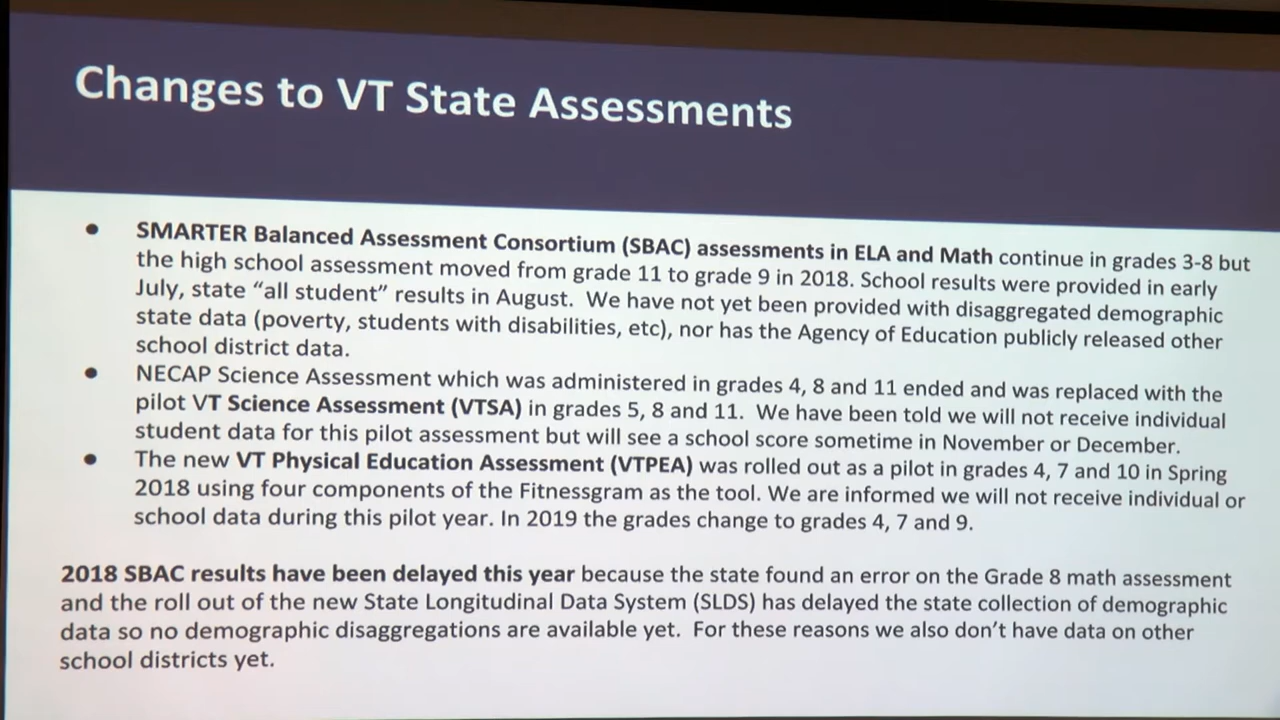 Changes to VT State Assessments
• SMARTER Balanced Assessment Consortium (SBAC) assessments in ELA and Math continue in grades 3-8 but
the high school assessment moved from grade 11 to grade 9 in 2018. School results were provided in early
July, state “all student” results in August. We have not yet been provided with disaggregated demographic
state data (poverty, students with disabilities, etc), nor has the Agency of Education publicly released other
school district data.
• NECAP Science Assessment which was administered in grades 4, 8 and 11 ended and was replaced with the
pilot VT Science Assessment (VTSA) in grades 5, 8 and 11. We have been told we will not receive individual
student data for this pilot assessment but will see a school score sometime in November or December.
• The new VT Physical Education Assessment (VTPEA) was rolled out as a pilot in grades 4, 7 and 10 in Spring
2018 using four components of the Fitnessgram as the tool. We are informed we will not receive individual or
school data during this pilot year. In 2019 the grades change to grades 4, 7 and 9.
2018 SBAC results have been delayed this year because the state found an error on the Grade 8 math assessment
and the roll out of the new State Longitudinal Data System (SLDS) has delayed the state collection of demographic
data so no demographic disaggregations are available yet. For these reasons we also don’t have data on other
school districts yet.